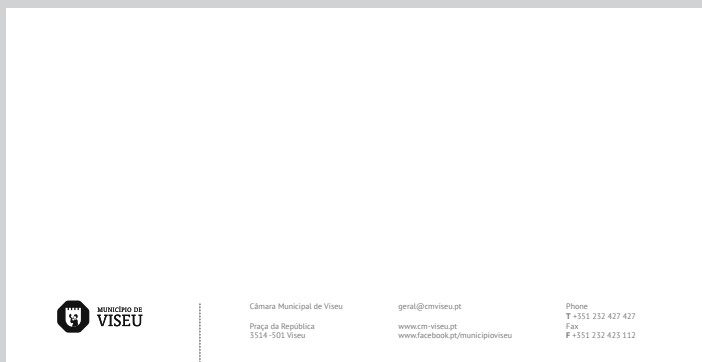 MUNICÍPIO DE
VISEU
Câmara Municipal de Viseu
Praça da República
3514 -501 Viseu
geral@cmviseu.pt
www.cm-viseu.pt
www.facebook.pt/municipioviseu
Phone
T +351 232 427 427
Fax
F +351 232 423 112